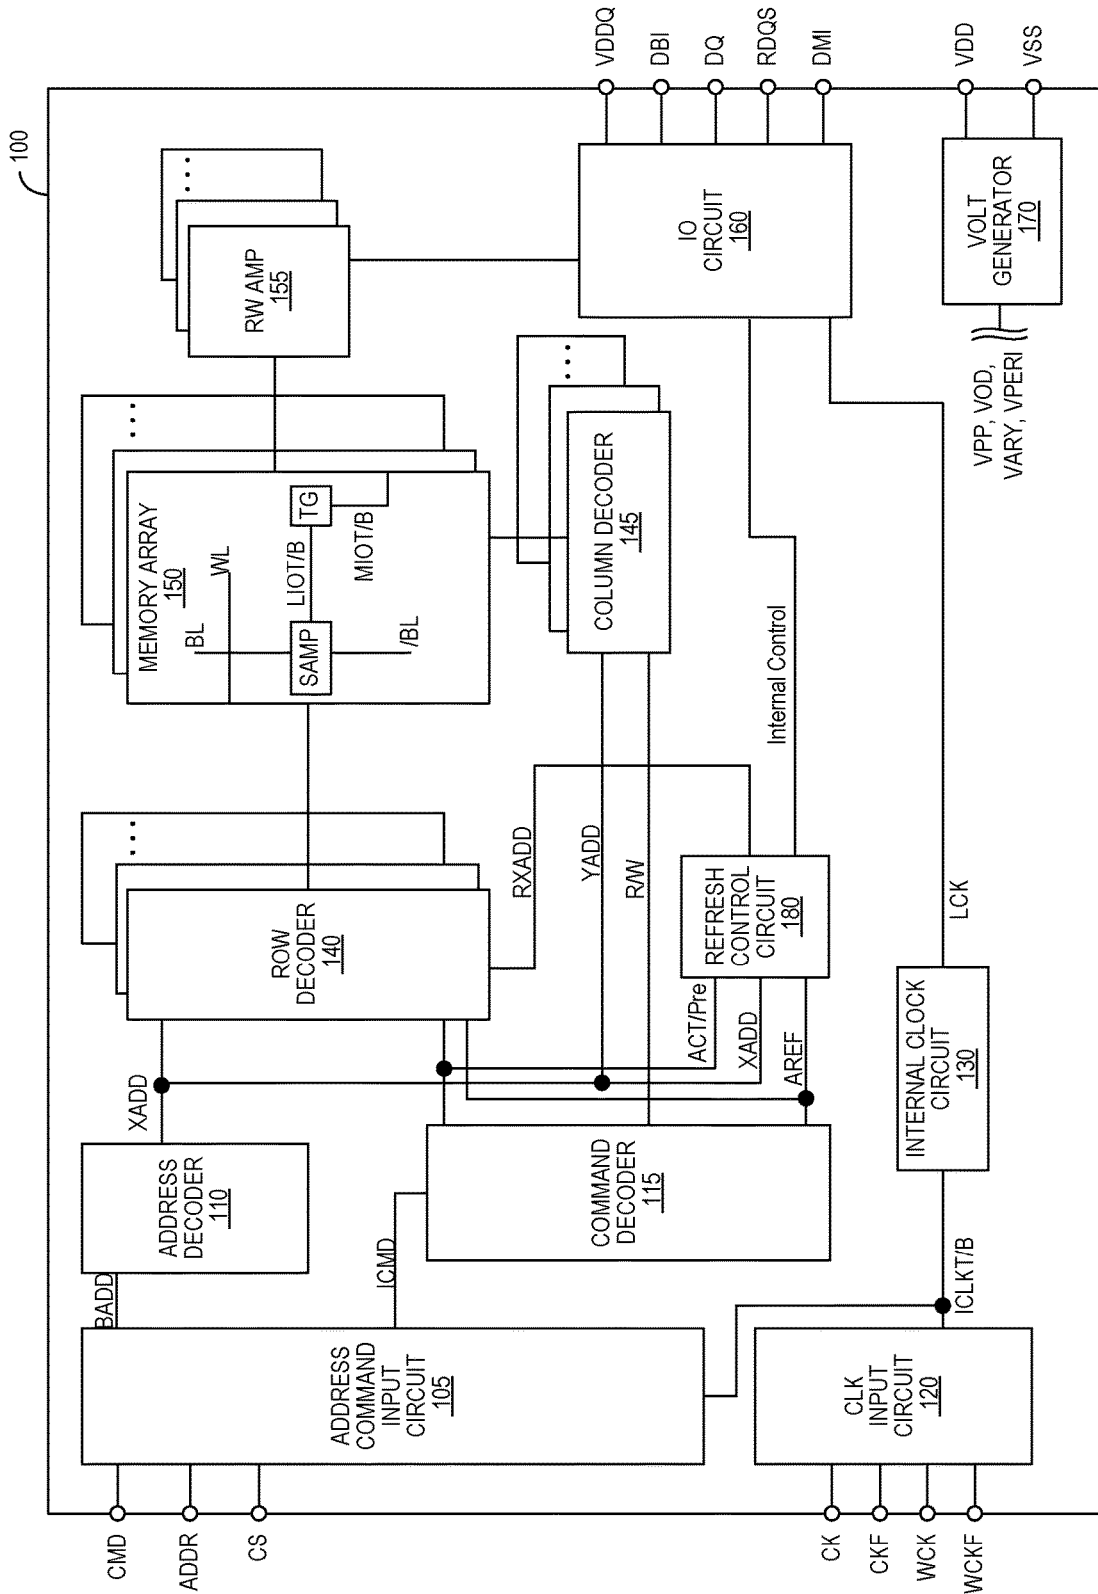 100
CMD
ADDR
CS
CK
CKF
WCK
WCKF
ADDRESS
COMMAND
INPUT
CIRCUIT
105
CLK
INPUT
CIRCUIT
120
BADD
ICMD
ICLKT/B
ADDRESS
DECODER
110
COMMAND
DECODER
115
INTERNAL CLOCK
CIRCUIT
130
XADD
ACT/Pre
XADD
AREF
LCK
ROW
DECODER
140
...
RXADD
YADD
R/W
REFRESH
CONTROL
CIRCUIT
180
Internal Control
MEMORY ARRAY
150
...
BL
WL
SAMP
/BL
LIOT/B
TG
MIOT/B
COLUMN DECODER
145
...
RW AMP
155
...
IO
CIRCUIT
160
VPP, VOD,
VARY, VPERI
VOLT
GENERATOR
170
VDDQ
DBI
DQ
RDQS
DMI
VDD
VSS